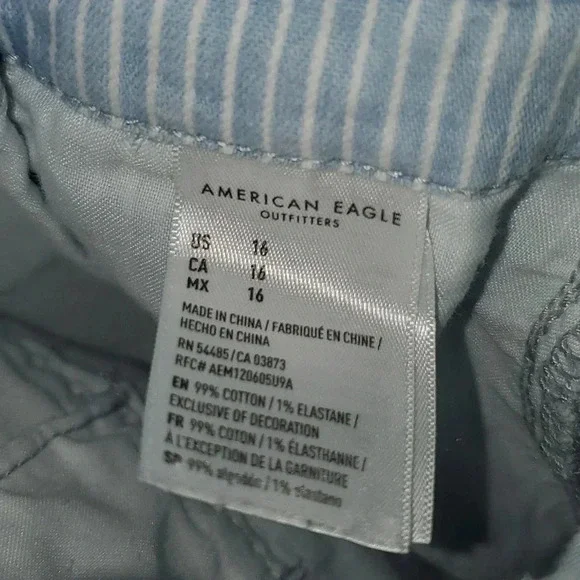 AMERICAN EAGLE
OUTFITTERS
US 16
CA 16
MX 16
MADE IN CHINA / FABRIQUÉ EN CHINE /
HECHO EN CHINA
RN 54485/CA 03873
RFC# AEM120605U9A
EN 99% COTTON / 1% ELASTANE /
EXCLUSIVE OF DECORATION
FR 99% COTON / 1% ÉLASTHANNE /
À L'EXCEPTION DE LA GARNITURE
SP 99% algodón / 1% elastano